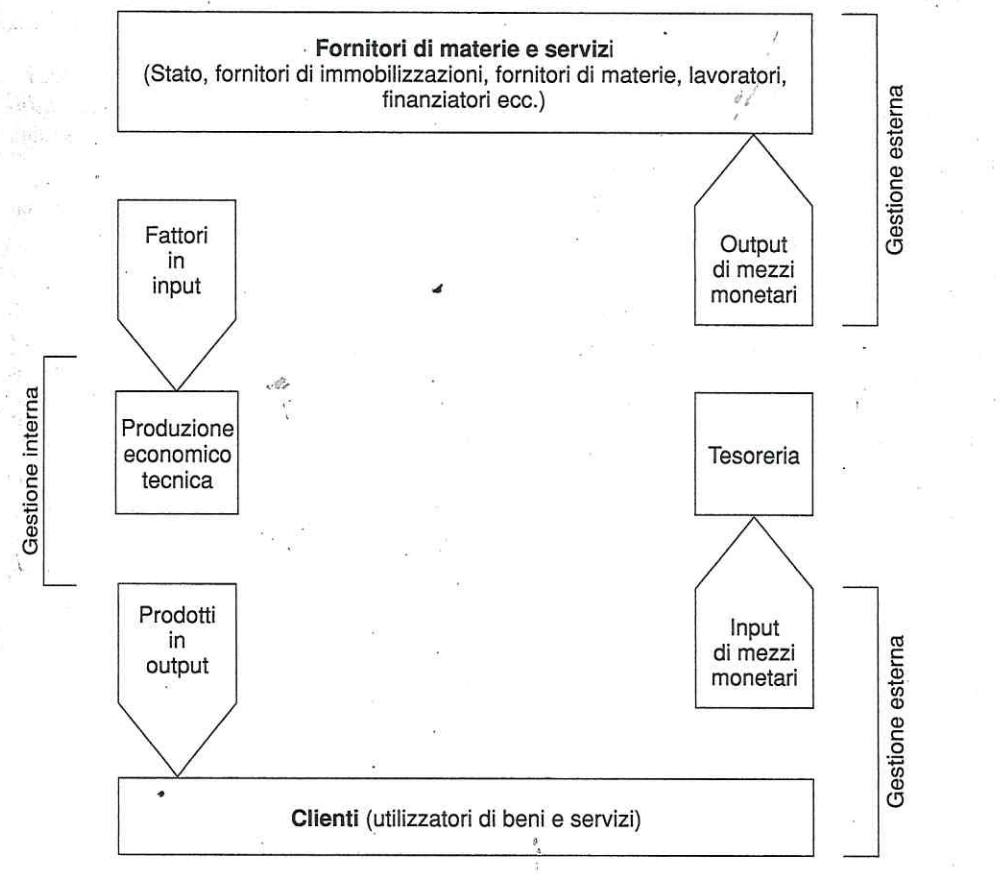 Fornitori di materie e servizi
(Stato, fornitori di immobilizzazioni, fornitori di materie, lavoratori,
finanziatori ecc.)
Gestione esterna
Fattori
in
input
Output
di mezzi
monetari
Gestione interna
Produzione
economico
tecnica
Tesoreria
Prodotti
in
output
Input
di mezzi
monetari
Gestione esterna
Clienti (utilizzatori di beni e servizi)